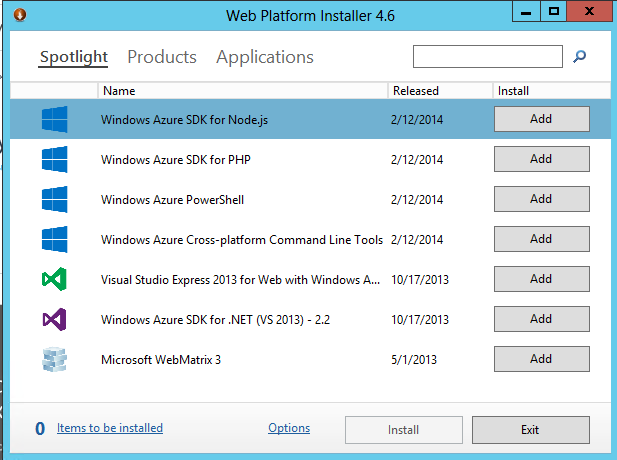 Web Platform Installer 4.6
Spotlight Products Applications
Name Released Install
Windows Azure SDK for Node.js 2/12/2014 Add
Windows Azure SDK for PHP 2/12/2014 Add
Windows Azure PowerShell 2/12/2014 Add
Windows Azure Cross-platform Command Line Tools 2/12/2014 Add
Visual Studio Express 2013 for Web with Windows A... 10/17/2013 Add
Windows Azure SDK for .NET (VS 2013) - 2.2 10/17/2013 Add
Microsoft WebMatrix 3 5/1/2013 Add
0 Items to be installed Options Install Exit